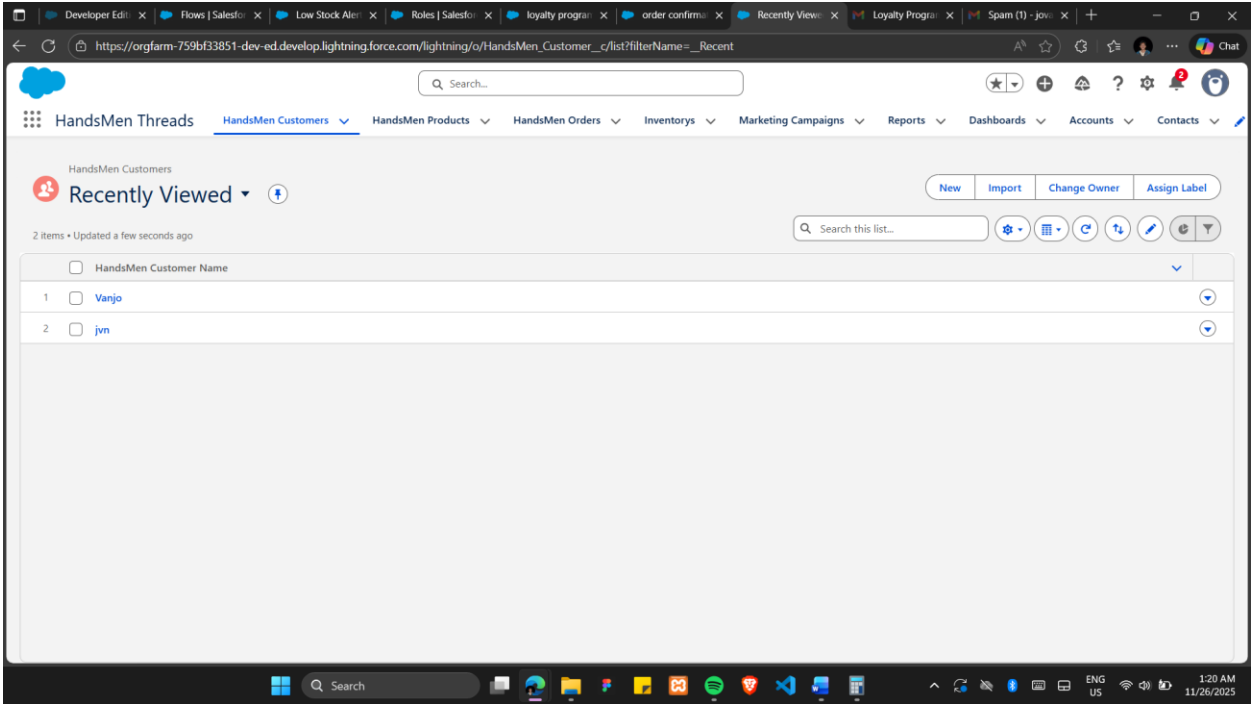 Developer Editi
Flows | Salesfor
Low Stock Aler
Roles | Salesfor
loyalty program
order confirma
Recently Viewe
Loyalty Program
Spam (1) - jova
https://orgfarm-759bf33851-dev-ed.develop.lightning.force.com/lightning/o/HandsMen_Customer__c/list?filterName=__Recent
Chat
Search...
2
HandsMen Threads
HandsMen Customers
HandsMen Products
HandsMen Orders
Inventorys
Marketing Campaigns
Reports
Dashboards
Accounts
Contacts
HandsMen Customers
Recently Viewed
New
Import
Change Owner
Assign Label
2 items • Updated a few seconds ago
Search this list...
HandsMen Customer Name
1 Vanjo
2 jvn
Search
ENG
US
1:20 AM
11/26/2025